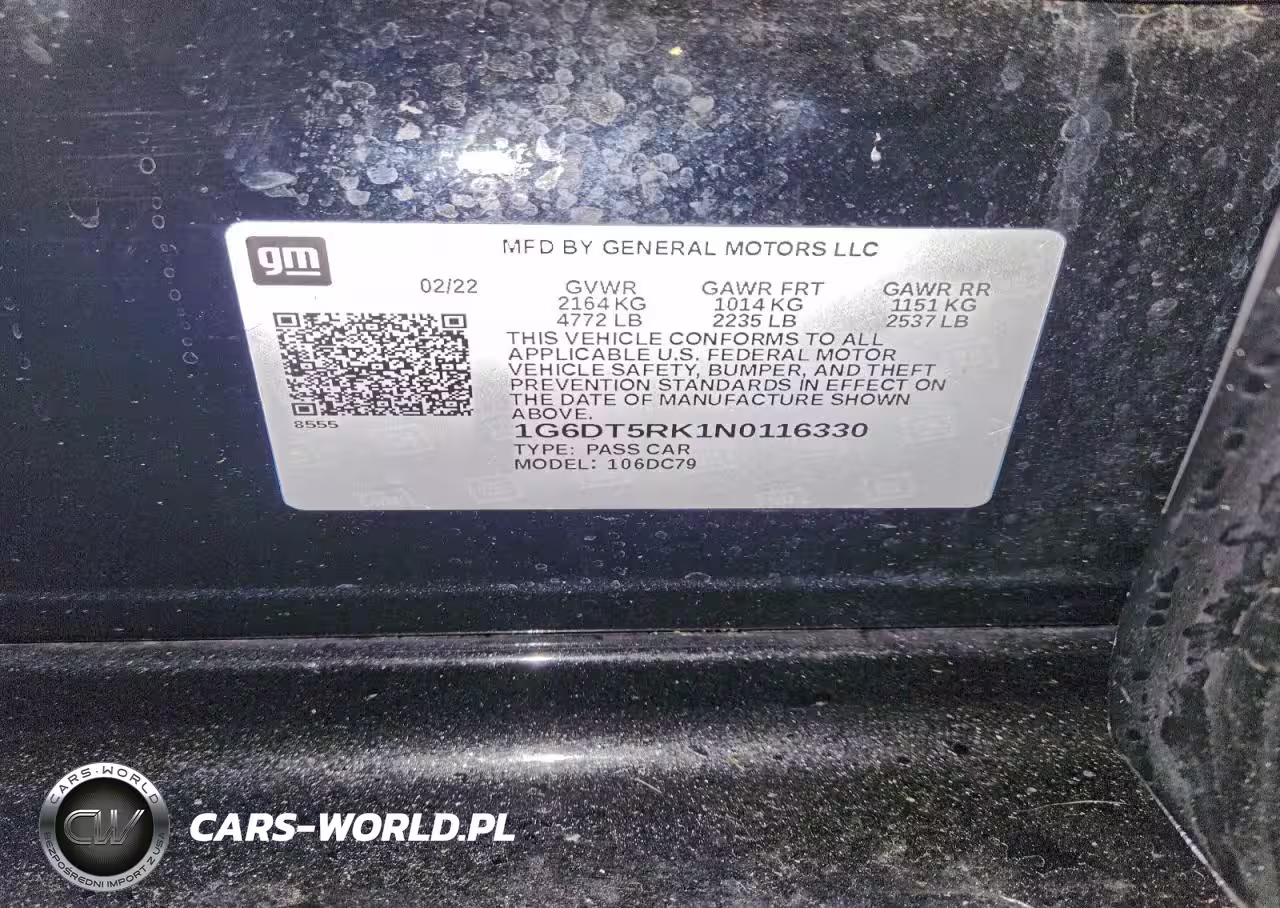 gm
MFD BY GENERAL MOTORS LLC
02/22
GVWR GAWR FRT GAWR RR
2164 KG 1014 KG 1151 KG
4772 LB 2235 LB 2537 LB
THIS VEHICLE CONFORMS TO ALL
APPLICABLE U.S. FEDERAL MOTOR
VEHICLE SAFETY, BUMPER, AND THEFT
PREVENTION STANDARDS IN EFFECT ON
THE DATE OF MANUFACTURE SHOWN
ABOVE.
8555
1G6DT5RK1N0116330
TYPE: PASS CAR
MODEL: 106DC79
CARS-WORLD
CW
BEZPOŚREDNI IMPORT Z USA
CARS-WORLD.PL